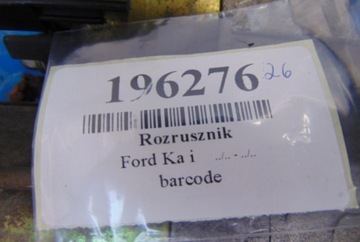 196276 26
Rozrusznik
Ford Ka i ../.. - ../..
barcode